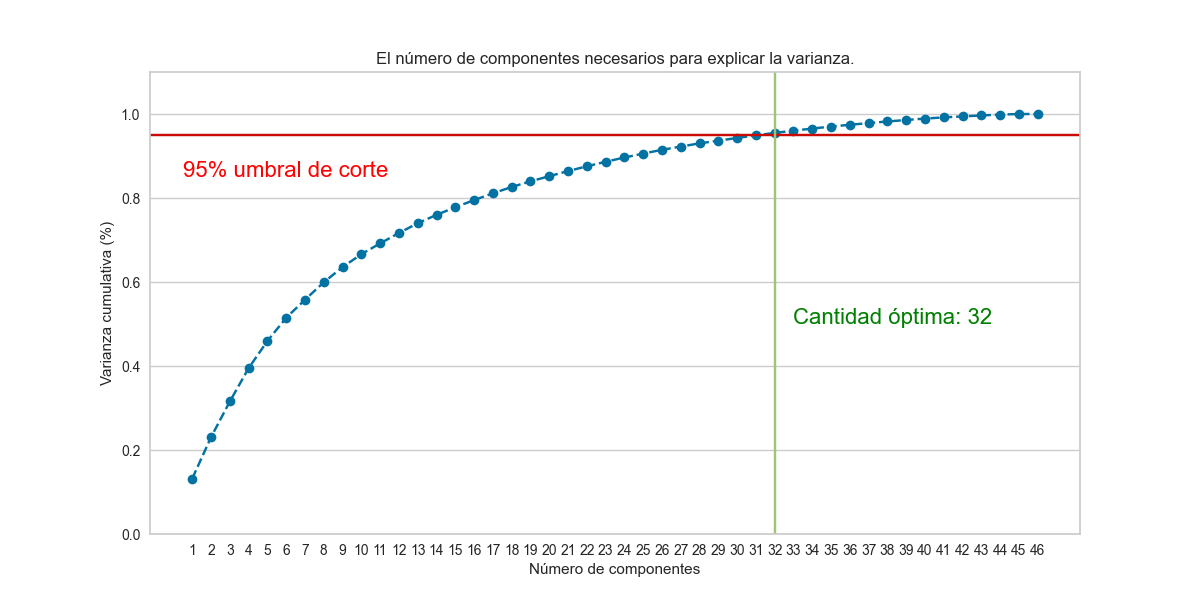 El número de componentes necesarios para explicar la varianza.
Varianza cumulativa (%)
1.0
0.8
0.6
0.4
0.2
0.0
95% umbral de corte
Cantidad óptima: 32
1 2 3 4 5 6 7 8 9 10 11 12 13 14 15 16 17 18 19 20 21 22 23 24 25 26 27 28 29 30 31 32 33 34 35 36 37 38 39 40 41 42 43 44 45 46
Número de componentes